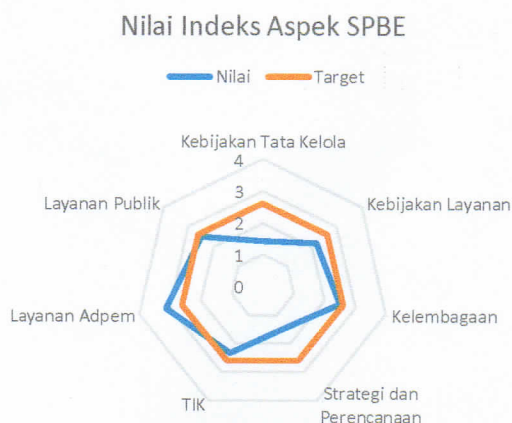 Nilai Indeks Aspek SPBE
Nilai Target
Kebijakan Tata Kelola
4
3
2
1
0
Layanan Publik
Kebijakan Layanan
Layanan Adpem
Kelembagaan
TIK
Strategi dan
Perencanaan